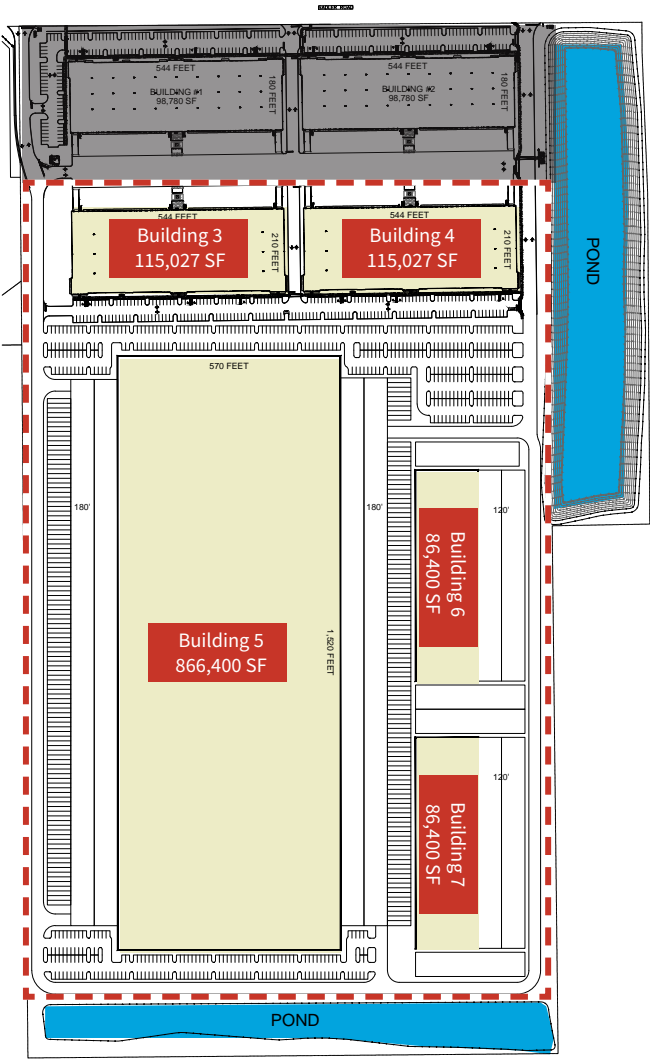 544 FEET
BUILDING #1
98,780 SF
180 FEET
544 FEET
BUILDING #2
98,780 SF
180 FEET
544 FEET
Building 3
115,027 SF
210 FEET
544 FEET
Building 4
115,027 SF
210 FEET
POND
570 FEET
180'
180'
Building 5
866,400 SF
1,520 FEET
120'
Building 6
86,400 SF
120'
Building 7
86,400 SF
POND